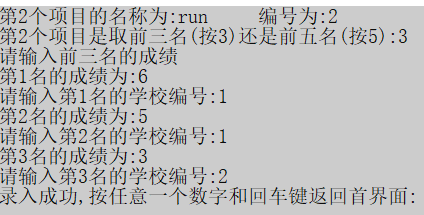 第2个项目的名称为:run     编号为:2
第2个项目是取前三名(按3)还是前五名(按5):3
请输入前三名的成绩
第1名的成绩为:6
请输入第1名的学校编号:1
第2名的成绩为:5
请输入第2名的学校编号:1
第3名的成绩为:3
请输入第3名的学校编号:2
录入成功,按任意一个数字和回车键返回首界面: